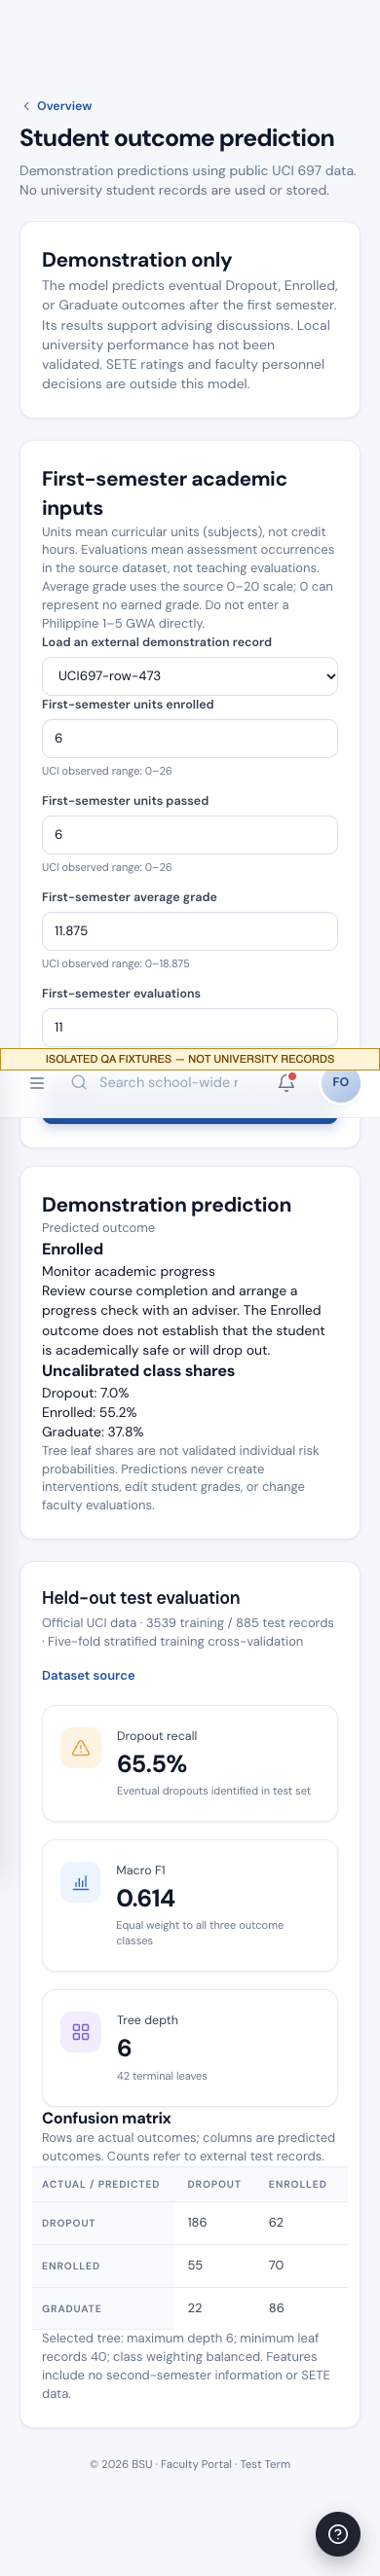 Overview
Student outcome prediction
Demonstration predictions using public UCI 697 data.
No university student records are used or stored.
Demonstration only
The model predicts eventual Dropout, Enrolled,
or Graduate outcomes after the first semester.
Its results support advising discussions. Local
university performance has not been
validated. SETE ratings and faculty personnel
decisions are outside this model.
First-semester academic
inputs
Units mean curricular units (subjects), not credit
hours. Evaluations mean assessment occurrences
in the source dataset, not teaching evaluations.
Average grade uses the source 0–20 scale; 0 can
represent no earned grade. Do not enter a
Philippine 1–5 GWA directly.
Load an external demonstration record
UCI697-row-473
First-semester units enrolled
6
UCI observed range: 0–26
First-semester units passed
6
UCI observed range: 0–26
First-semester average grade
11.875
UCI observed range: 0–18.875
First-semester evaluations
11
ISOLATED QA FIXTURES — NOT UNIVERSITY RECORDS
Search school-wide r
FO
Demonstration prediction
Predicted outcome
Enrolled
Monitor academic progress
Review course completion and arrange a
progress check with an adviser. The Enrolled
outcome does not establish that the student
is academically safe or will drop out.
Uncalibrated class shares
Dropout: 7.0%
Enrolled: 55.2%
Graduate: 37.8%
Tree leaf shares are not validated individual risk
probabilities. Predictions never create
interventions, edit student grades, or change
faculty evaluations.
Held-out test evaluation
Official UCI data · 3539 training / 885 test records
· Five-fold stratified training cross-validation
Dataset source
Dropout recall
65.5%
Eventual dropouts identified in test set
Macro F1
0.614
Equal weight to all three outcome
classes
Tree depth
6
42 terminal leaves
Confusion matrix
Rows are actual outcomes; columns are predicted
outcomes. Counts refer to external test records.
ACTUAL / PREDICTED DROPOUT ENROLLED
DROPOUT 186 62
ENROLLED 55 70
GRADUATE 22 86
Selected tree: maximum depth 6; minimum leaf
records 40; class weighting balanced. Features
include no second-semester information or SETE
data.
© 2026 BSU · Faculty Portal · Test Term